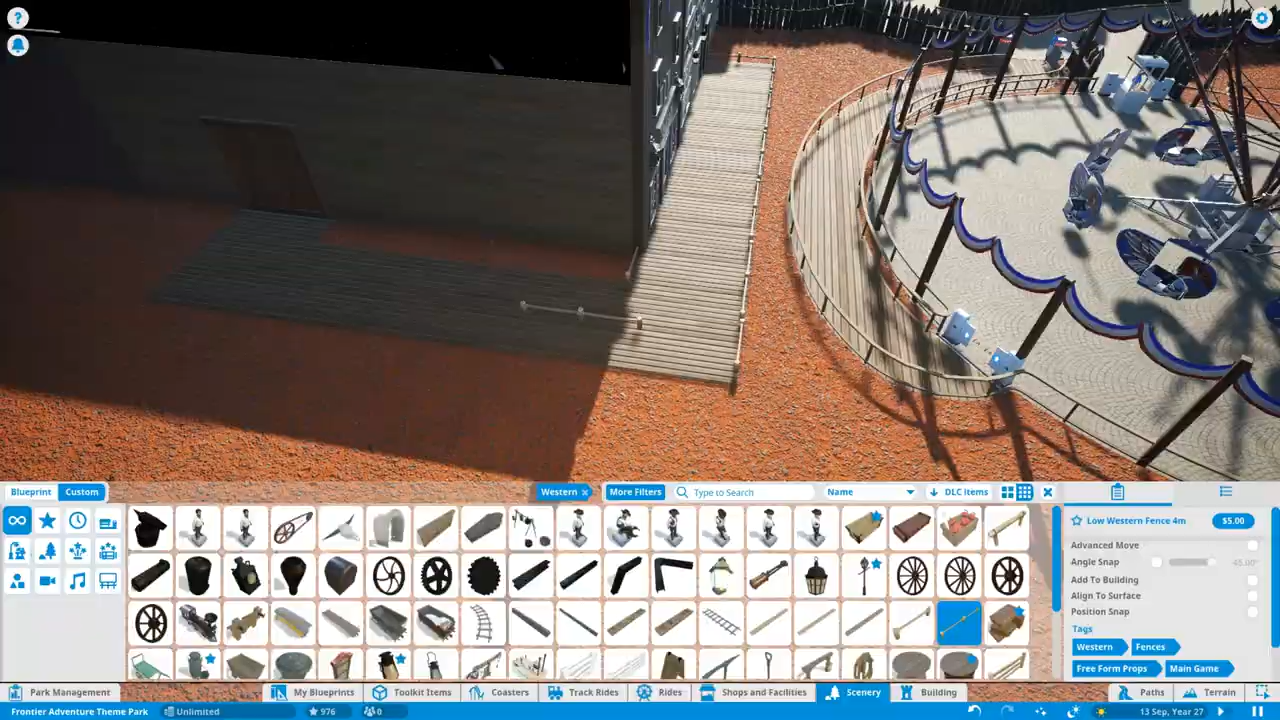 ?
Blueprint
Custom
Western ×
More Filters
Type to Search
Name
DLC Items
Low Western Fence 4m
$5.00
Advanced Move
Angle Snap
45.00°
Add To Building
Align To Surface
Position Snap
Tags
Western
Fences
Free Form Props
Main Game
Park Management
My Blueprints
Toolkit Items
Coasters
Track Rides
Rides
Shops and Facilities
Scenery
Building
Paths
Terrain
Frontier Adventure Theme Park
Unlimited
976
0
13 Sep, Year 27